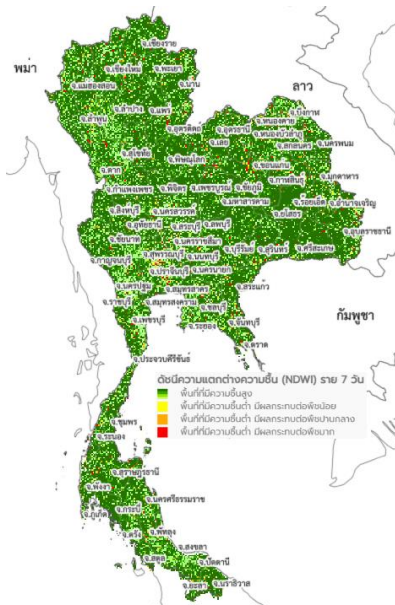 จ.เชียงราย
พม่า
จ.เชียงใหม่ จ.พะเยา
ลาว
จ.แม่ฮ่องสอน จ.น่าน
จ.ลำปาง จ.แพร่
จ.ลำพูน
จ.บึงกาฬ
จ.หนองคาย
จ.อุตรดิตถ์ จ.อุดรธานี
จ.หนองบัวลำภู
จ.เลย จ.สกลนคร จ.นครพนม
จ.สุโขทัย
จ.พิษณุโลก จ.ขอนแก่น
จ.ตาก จ.กาฬสินธุ์ จ.มุกดาหาร
จ.กำแพงเพชร จ.พิจิตร จ.เพชรบูรณ์ จ.ชัยภูมิ
จ.มหาสารคาม จ.ร้อยเอ็ด จ.อำนาจเจริญ
จ.สิงห์บุรี จ.นครสวรรค์ จ.ยโสธร
จ.อุทัยธานี จ.สระบุรี จ.ลพบุรี
จ.อุบลราชธานี
จ.ชัยนาท จ.นครราชสีมา
จ.บุรีรัมย์ จ.สุรินทร์ จ.ศรีสะเกษ
จ.กาญจนบุรี จ.สุพรรณบุรี จ.นนทบุรี
จ.ปราจีนบุรี จ.นครนายก
จ.นครปฐม จ.สมุทรสาคร จ.สระแก้ว
จ.ราชบุรี จ.สมุทรสงคราม จ.ชลบุรี
จ.เพชรบุรี จ.ระยอง จ.จันทบุรี
กัมพูชา
จ.ตราด
จ.ประจวบคีรีขันธ์
ดัชนีความแตกต่างความชื้น (NDWI) ราย 7 วัน
พื้นที่ที่มีความชื้นสูง
พื้นที่ที่มีความชื้นต่ำ มีผลกระทบต่อพืชน้อย
พื้นที่ที่มีความชื้นต่ำ มีผลกระทบต่อพืชปานกลาง
พื้นที่ที่มีความชื้นต่ำ มีผลกระทบต่อพืชมาก
จ.ชุมพร
จ.ระนอง
จ.สุราษฎร์ธานี
จ.พังงา
จ.นครศรีธรรมราช
จ.กระบี่
จ.ภูเก็ต
จ.ตรัง จ.พัทลุง
จ.สงขลา
จ.สตูล จ.ปัตตานี
จ.ยะลา จ.นราธิวาส